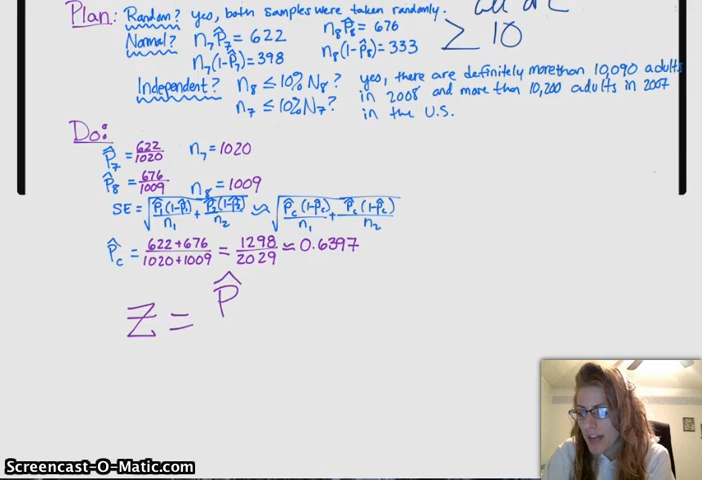 Plan: Random? yes, both samples were taken randomly.
Normal? n₇p̂₇ = 622 n₈p̂₈ = 676
n₇(1-p̂₇) = 398 n₈(1-p̂₈) = 333
≥ 10
Independent? n₈ ≤ 10% N₈? yes, there are definitely more than 10,090 adults
n₇ ≤ 10% N₇? in 2008 and more than 10,200 adults in 2007
in the U.S.
Do:
p̂₇ = 622/1020 n₇ = 1020
p̂₈ = 676/1009 n₈ = 1009
SE = √(p̂₁(1-p̂₁)/n₁ + p̂₂(1-p̂₂)/n₂) ≈ √(p̂c(1-p̂c)/n₁ + p̂c(1-p̂c)/n₂)
p̂c = 622+676/1020+1009 = 1298/2029 ≈ 0.6397
Z = p̂
Screencast-O-Matic.com